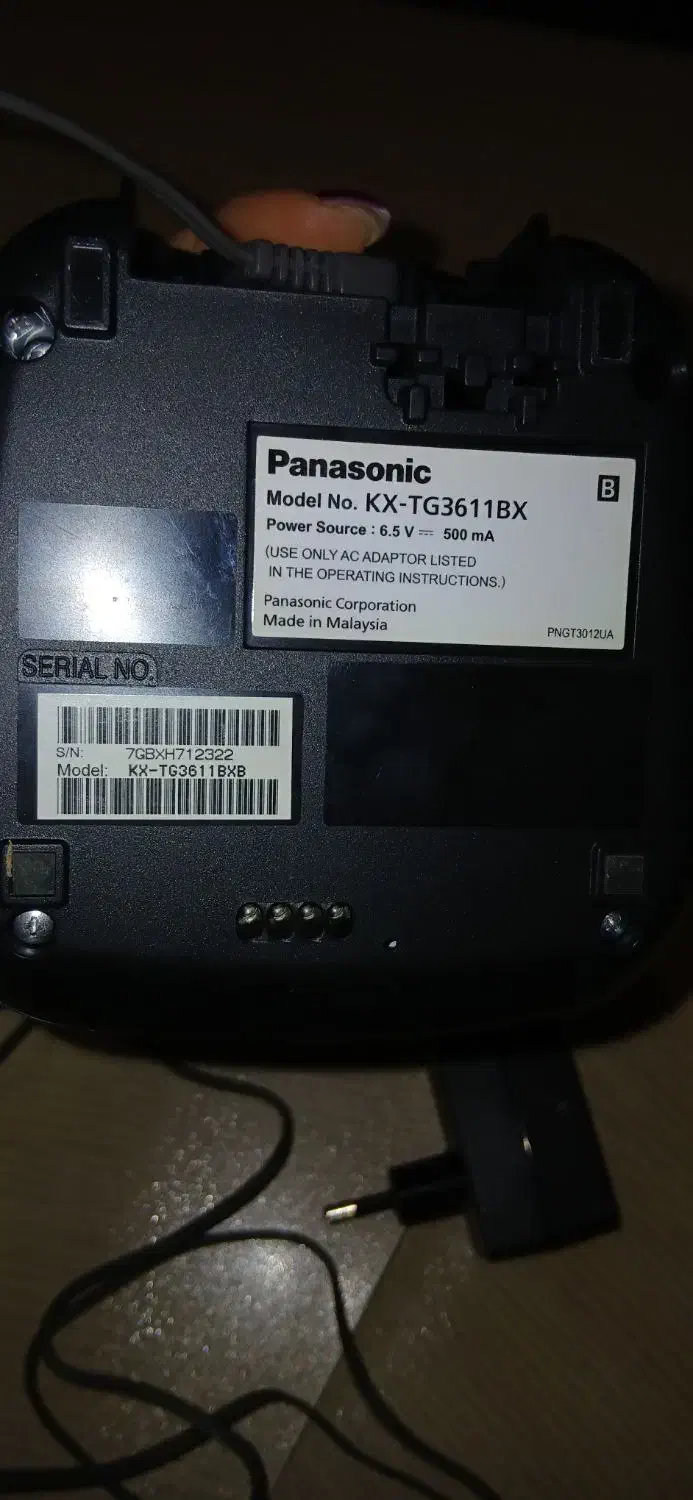 Panasonic
B
Model No. KX-TG3611BX
Power Source : 6.5 V ⎓ 500 mA
(USE ONLY AC ADAPTOR LISTED
IN THE OPERATING INSTRUCTIONS.)
Panasonic Corporation
Made in Malaysia
PNGT3012UA
SERIAL NO.
S/N: 7GBXH712322
Model: KX-TG3611BXB